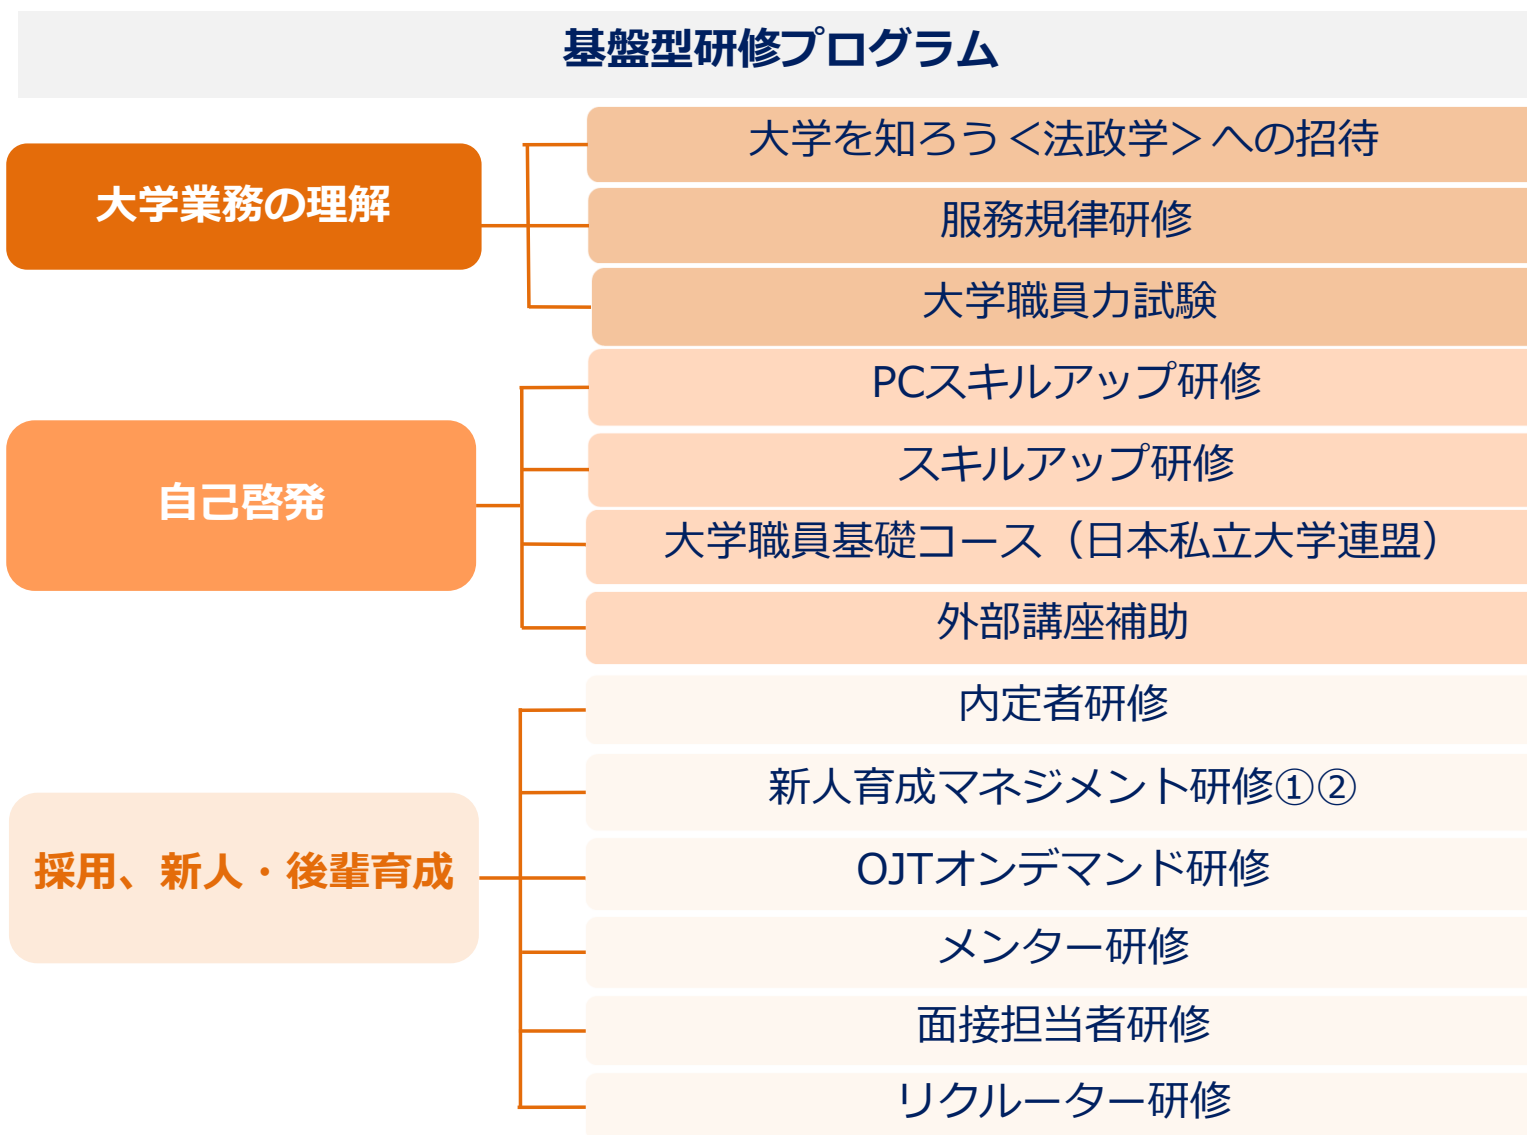 基盤型研修プログラム
大学業務の理解
大学を知ろう＜法政学＞への招待
服務規律研修
大学職員力試験
自己啓発
PCスキルアップ研修
スキルアップ研修
大学職員基礎コース（日本私立大学連盟）
外部講座補助
採用、新人・後輩育成
内定者研修
新人育成マネジメント研修①②
OJTオンデマンド研修
メンター研修
面接担当者研修
リクルーター研修